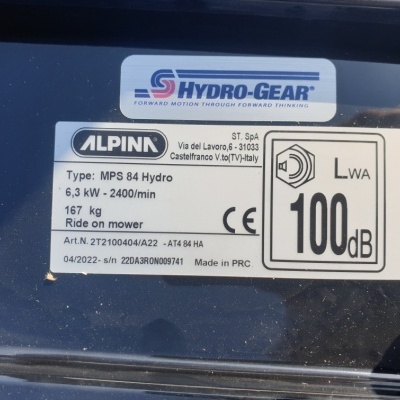 HYDRO-GEAR®
FORWARD MOTION THROUGH FORWARD THINKING
ALPINA
ST. SpA
Via del Lavoro,6 - 31033
Castelfranco V.to(TV)-Italy
Type: MPS 84 Hydro
6,3 kW - 2400/min
167 kg
Ride on mower
Art.N. 2T2100404/A22 - AT4 84 HA
04/2022- s/n 22DA3RON009741 Made in PRC
CE
LWA
100dB